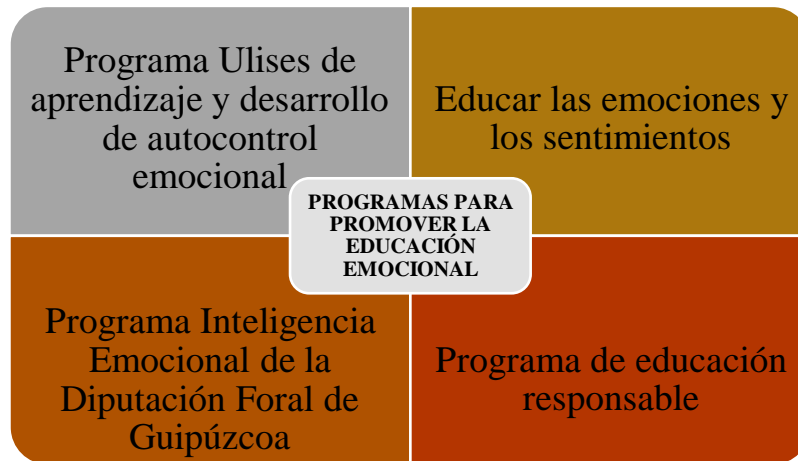 Programa Ulises de
aprendizaje y desarrollo
de autocontrol
emocional
Educar las emociones y
los sentimientos
PROGRAMAS PARA
PROMOVER LA
EDUCACIÓN
EMOCIONAL
Programa Inteligencia
Emocional de la
Diputación Foral de
Guipúzcoa
Programa de educación
responsable